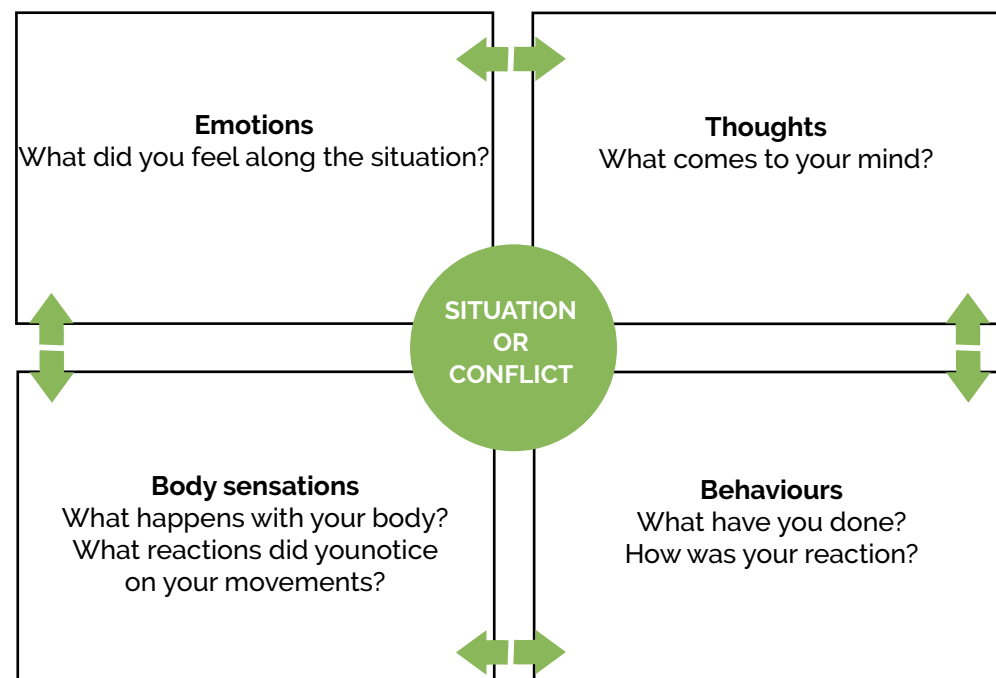 Emotions
What did you feel along the situation?
Thoughts
What comes to your mind?
SITUATION
OR
CONFLICT
Body sensations
What happens with your body?
What reactions did younotice
on your movements?
Behaviours
What have you done?
How was your reaction?